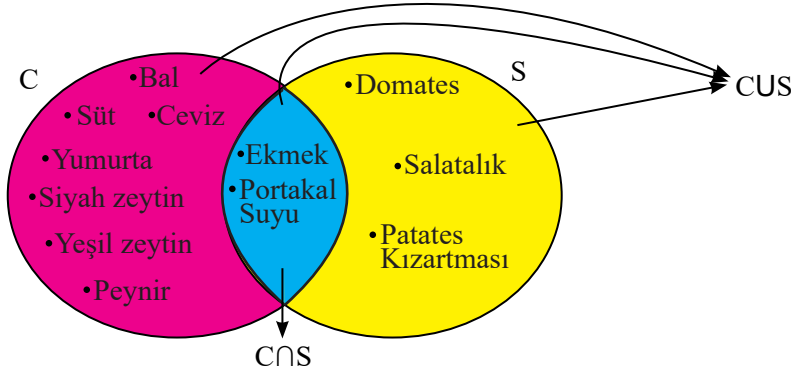 C
•Bal
•Süt
•Ceviz
•Yumurta
•Siyah zeytin
•Yeşil zeytin
•Peynir
•Ekmek
•Portakal
Suyu
C∩S
S
•Domates
•Salatalık
•Patates
Kızartması
C∪S